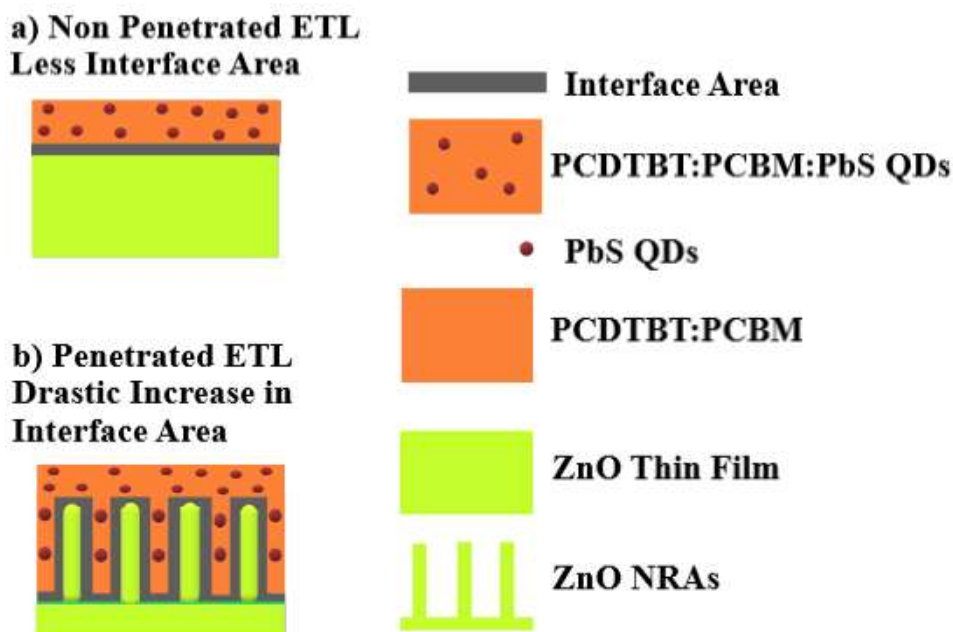 a) Non Penetrated ETL
Less Interface Area
Interface Area
PCDTBT:PCBM:PbS QDs
PbS QDs
PCDTBT:PCBM
b) Penetrated ETL
Drastic Increase in
Interface Area
ZnO Thin Film
ZnO NRAs